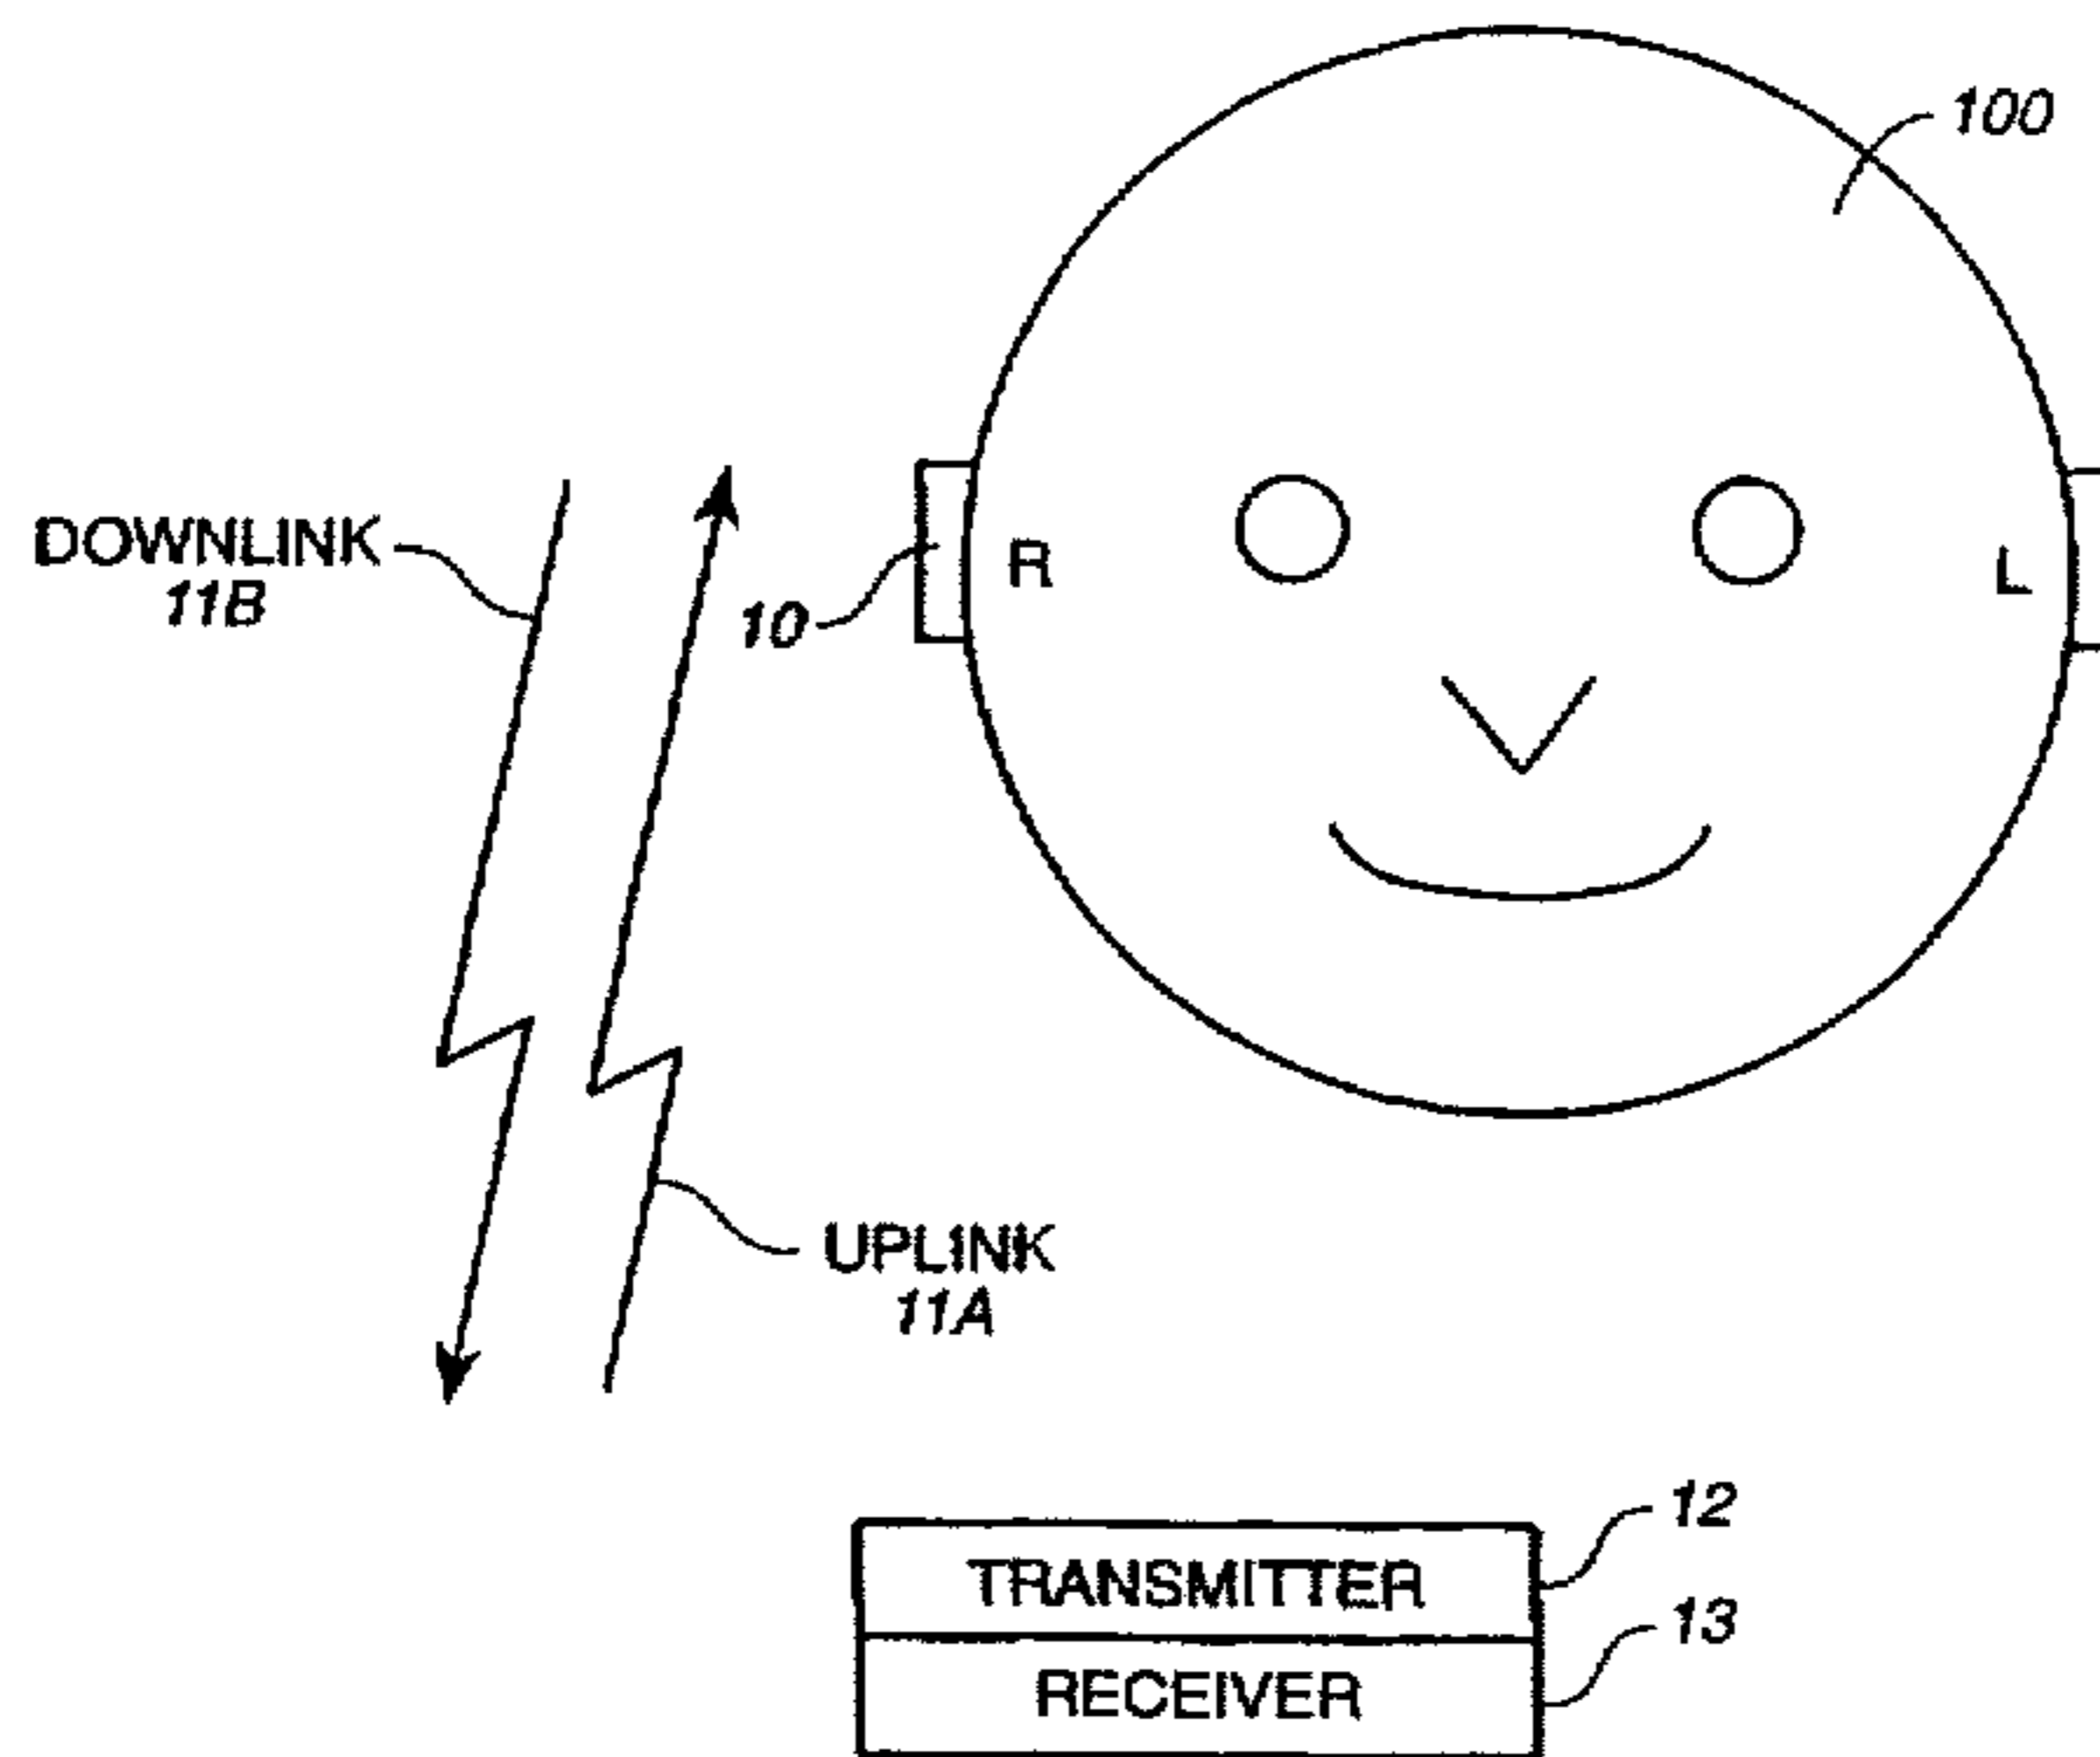 100
DOWNLINK
11B
10
R
L
UPLINK
11A
12
TRANSMITTER
13
RECEIVER